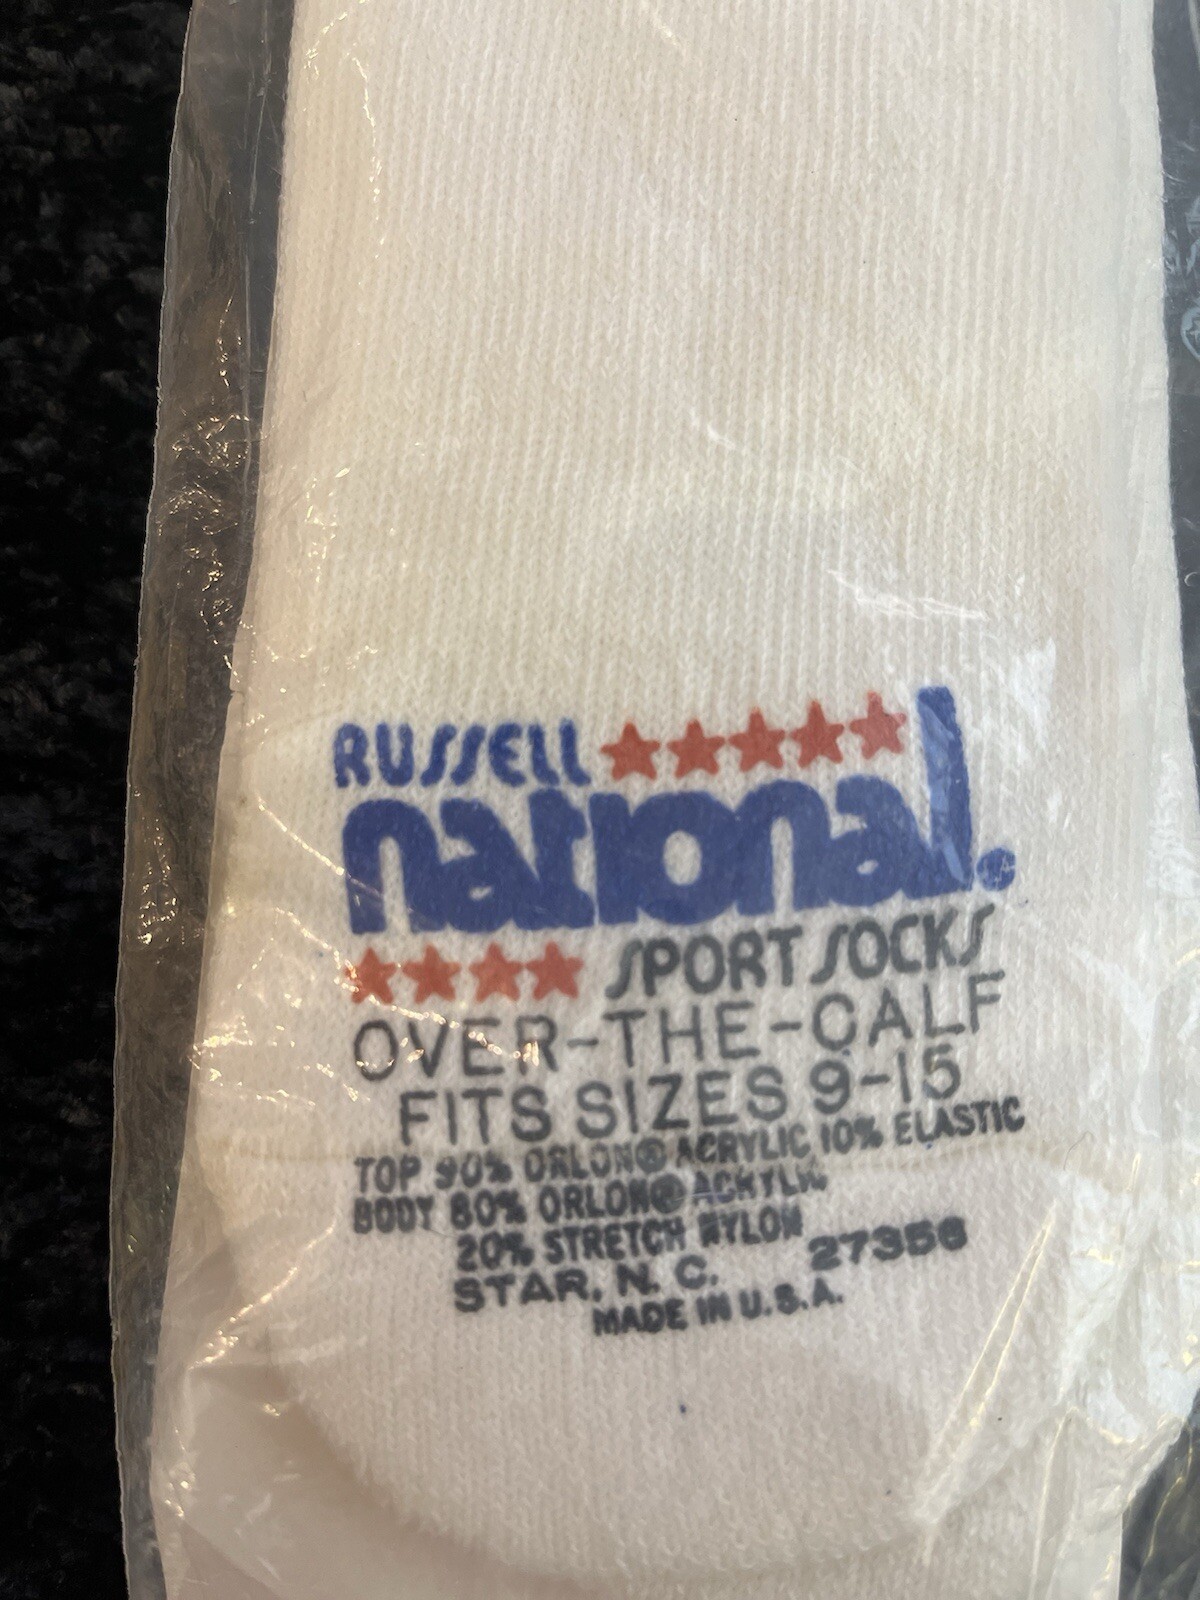 RUSSELL
national.
SPORT SOCKS
OVER-THE-CALF
FITS SIZES 9-15
TOP 90% ORLON® ACRYLIC 10% ELASTIC
BODY 80% ORLON® ACRYLIC
20% STRETCH NYLON
STAR, N. C. 27356
MADE IN U.S.A.